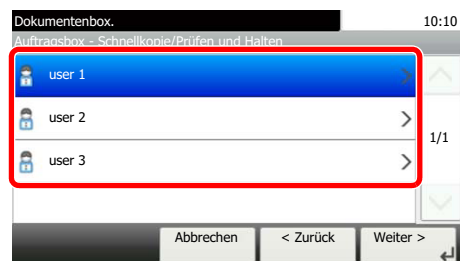 Dokumentenbox. 10:10
Auftragsbox - Schnellkopie/Prüfen und Halten
user 1
user 2
1/1
user 3
Abbrechen < Zurück Weiter >